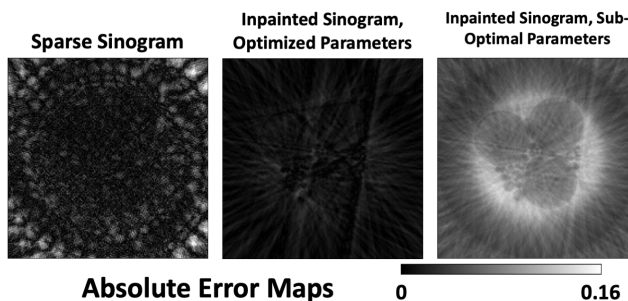 Sparse Sinogram
Inpainted Sinogram,
Optimized Parameters
Inpainted Sinogram, Sub-
Optimal Parameters
Absolute Error Maps
0
0.16